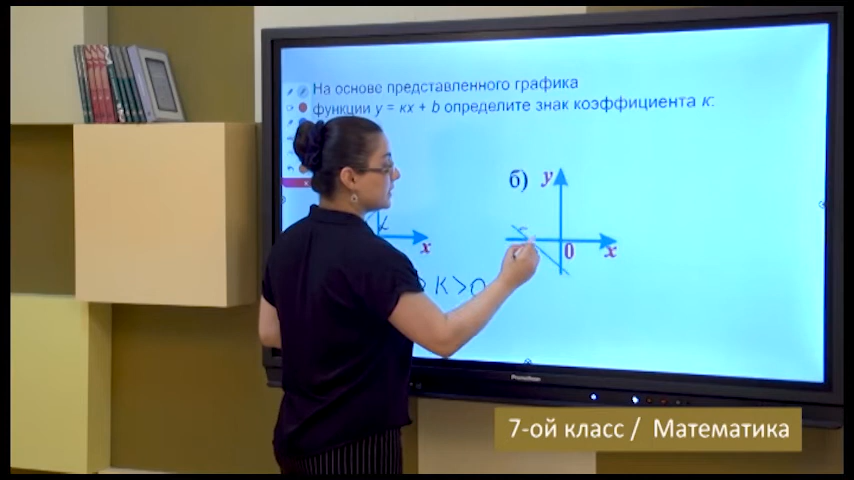 На основе представленного графика
функции y = кx + b определите знак коэффициента к:
б) y
x
0 x
K>0
7-ой класс / Математика